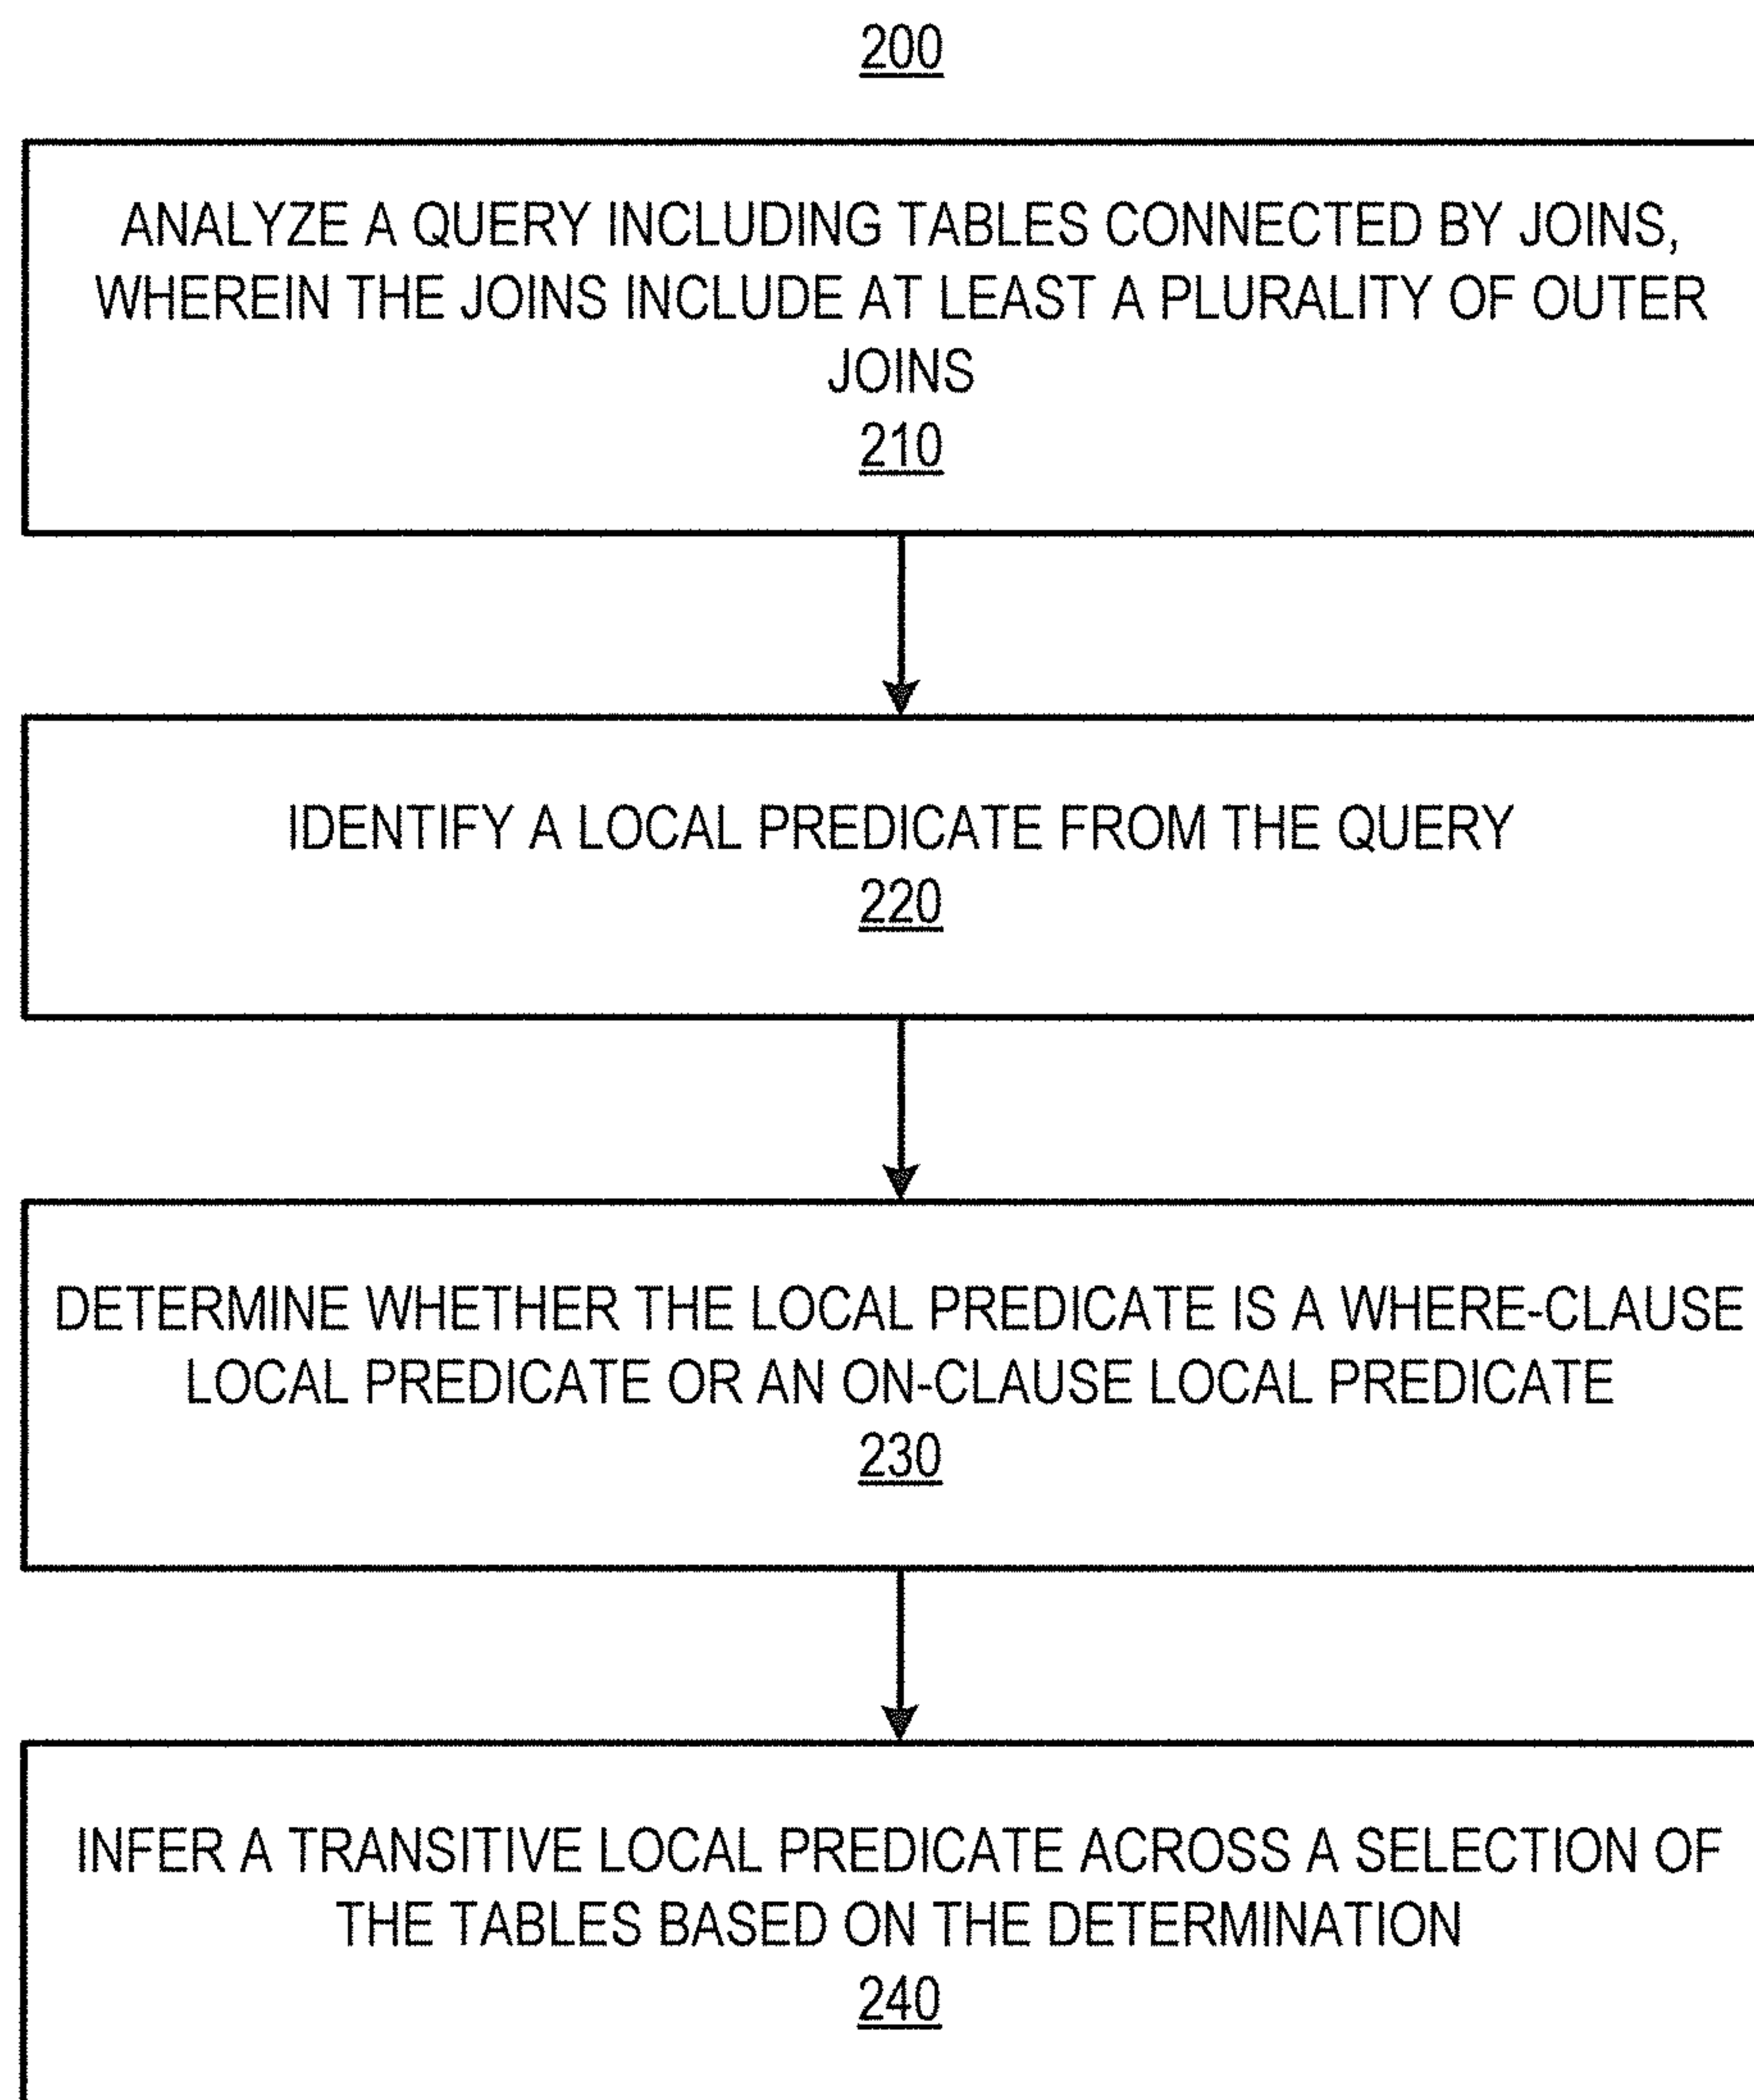 200
ANALYZE A QUERY INCLUDING TABLES CONNECTED BY JOINS,
WHEREIN THE JOINS INCLUDE AT LEAST A PLURALITY OF OUTER
JOINS
210
IDENTIFY A LOCAL PREDICATE FROM THE QUERY
220
DETERMINE WHETHER THE LOCAL PREDICATE IS A WHERE-CLAUSE
LOCAL PREDICATE OR AN ON-CLAUSE LOCAL PREDICATE
230
INFER A TRANSITIVE LOCAL PREDICATE ACROSS A SELECTION OF
THE TABLES BASED ON THE DETERMINATION
240